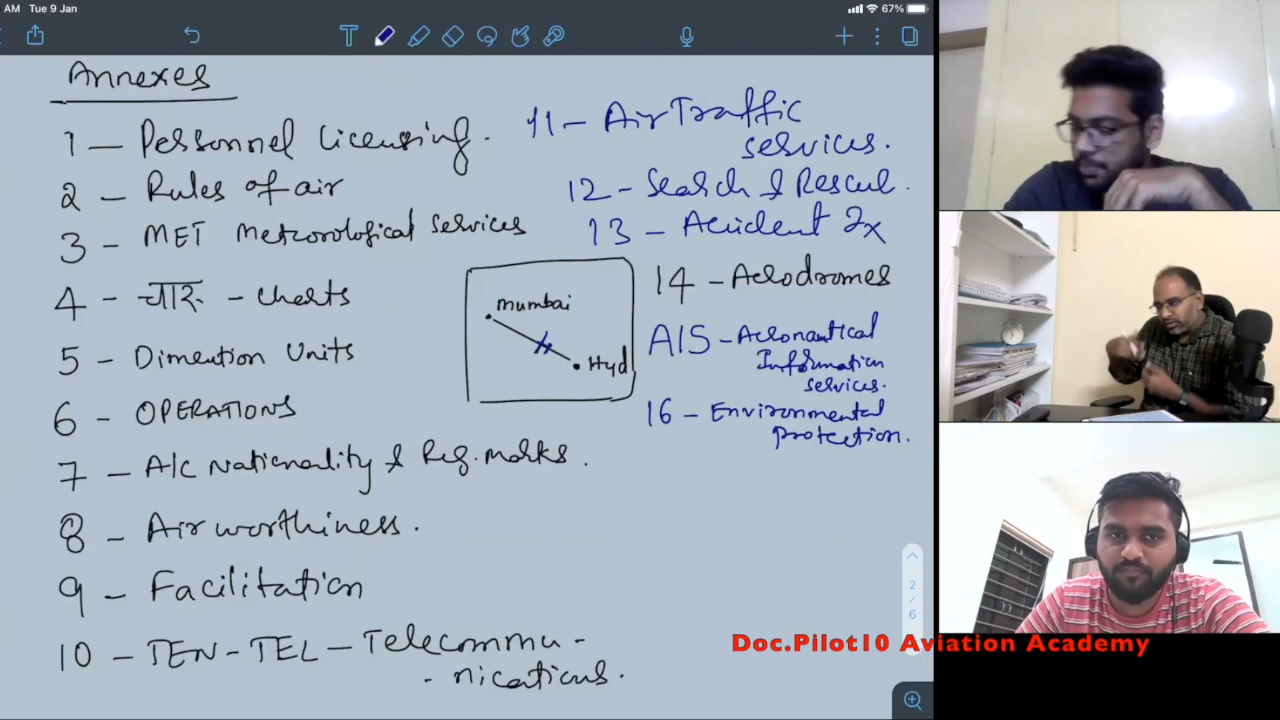 AM Tue 9 Jan
67%
Annexes
1 - Personnel licensing.
2 - Rules of air
3 - MET Meteorological services
4 - चार - charts
5 - Dimention Units
6 - OPERATIONS
7 - A/C Nationality & Reg. marks.
8 - Airworthiness.
9 - Facilitation
10 - TEN - TEL - Telecommu -
- nications.
11 - Air Traffic
services.
12 - Search & Rescue.
13 - Accident
mumbai
Hyd
14 - Aerodromes
AIS - Aeronautical
Information
services.
16 - Environmental
protection.
2
/
6
Doc.Pilot10 Aviation Academy